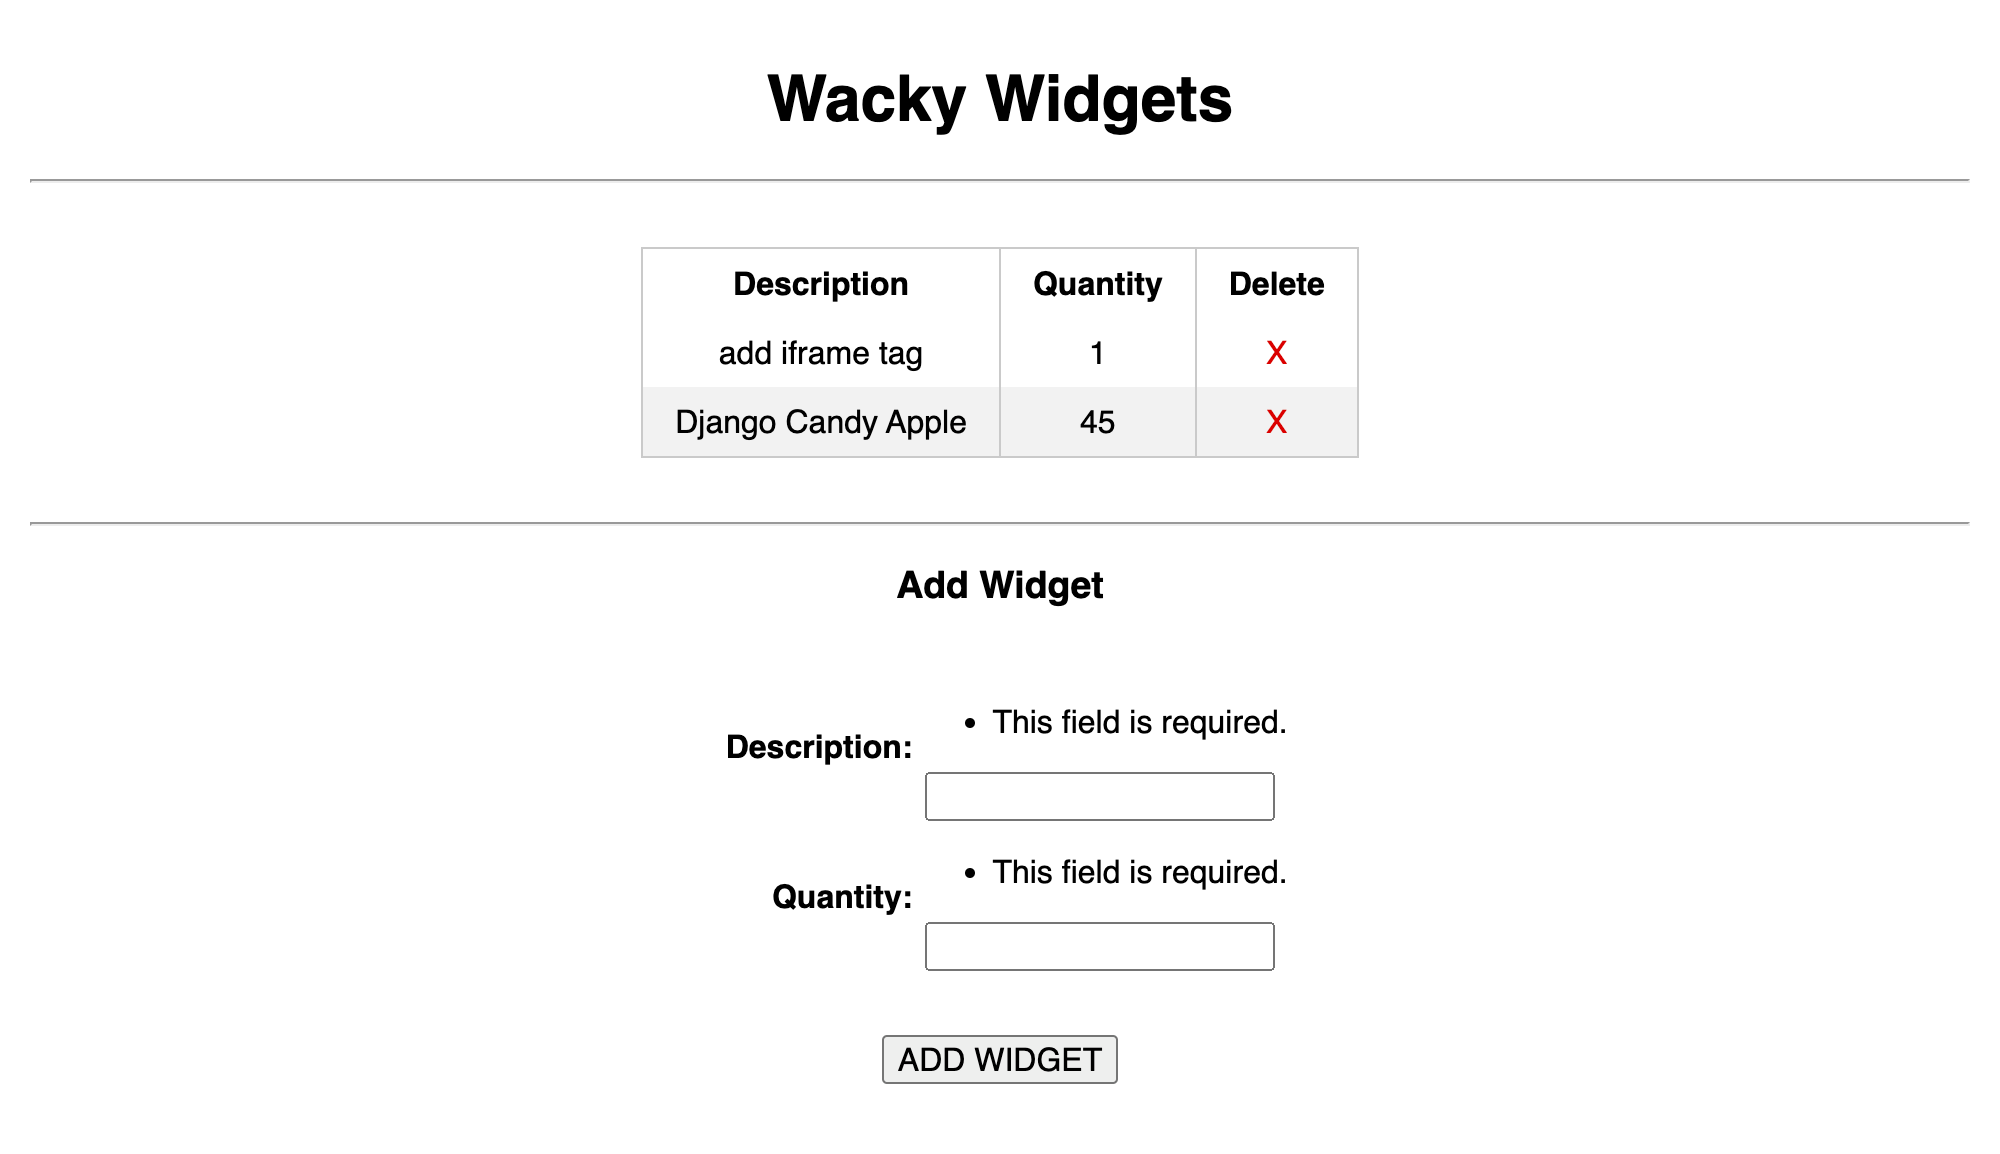 Wacky Widgets
Description Quantity Delete
add iframe tag 1 X
Django Candy Apple 45 X
Add Widget
• This field is required.
Description:
• This field is required.
Quantity:
ADD WIDGET